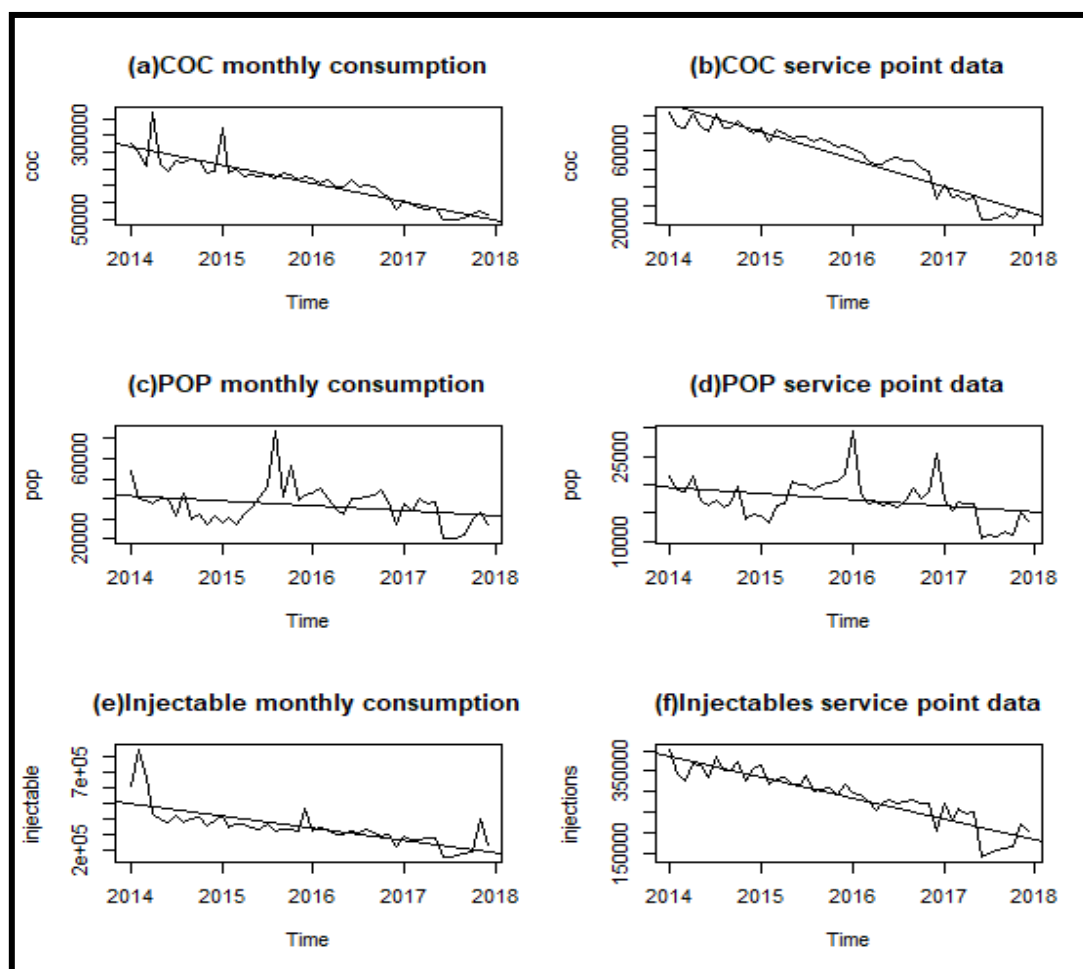 (a)COC monthly consumption
coc
300000
50000
2014 2015 2016 2017 2018
Time
(b)COC service point data
coc
60000
20000
2014 2015 2016 2017 2018
Time
(c)POP monthly consumption
pop
60000
20000
2014 2015 2016 2017 2018
Time
(d)POP service point data
pop
25000
10000
2014 2015 2016 2017 2018
Time
(e)Injectable monthly consumption
injectable
7e+05
2e+05
2014 2015 2016 2017 2018
Time
(f)Injectables service point data
injections
350000
150000
2014 2015 2016 2017 2018
Time